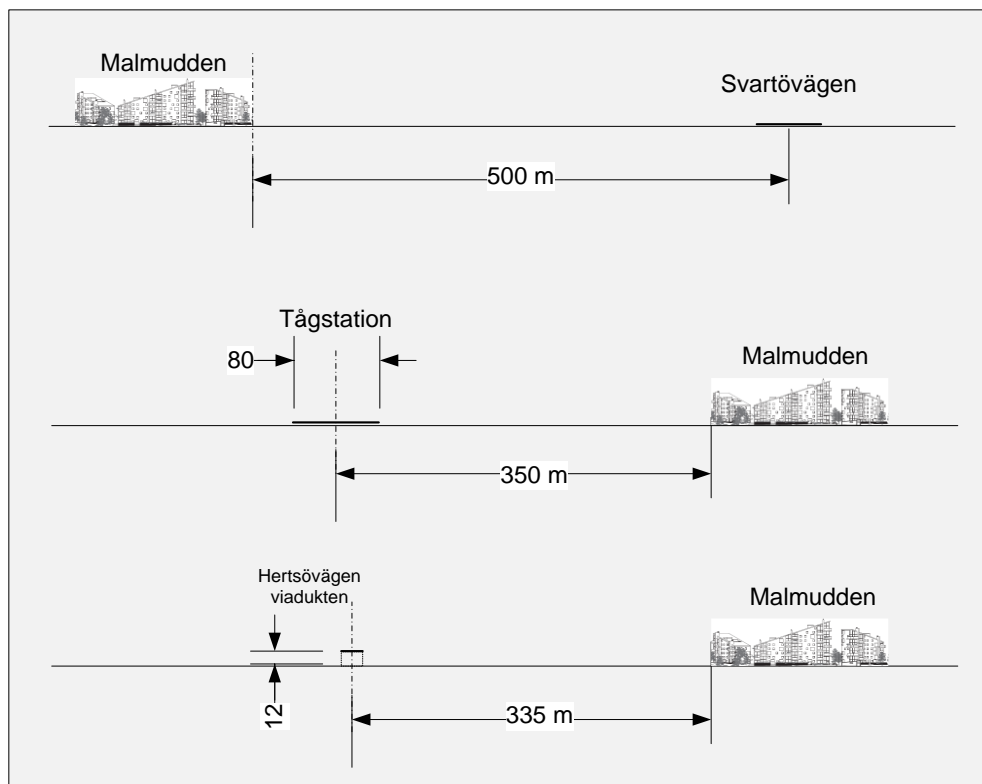 Malmudden
Svartövägen
500 m
Tågstation
80
Malmudden
350 m
Hertsövägen
viadukten
Malmudden
12
335 m